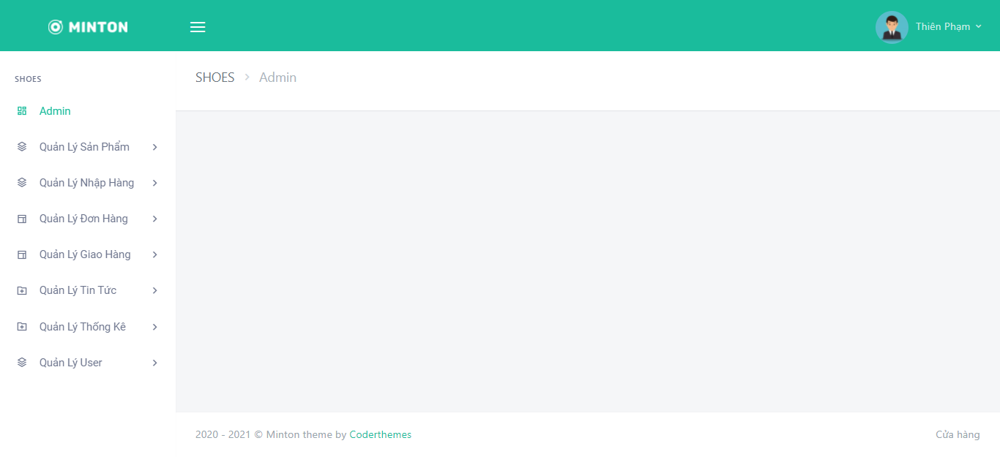 MINTON
Thiên Phạm
SHOES
Admin
Quản Lý Sản Phẩm
Quản Lý Nhập Hàng
Quản Lý Đơn Hàng
Quản Lý Giao Hàng
Quản Lý Tin Tức
Quản Lý Thống Kê
Quản Lý User
SHOES > Admin
2020 - 2021 © Minton theme by Coderthemes
Cửa hàng